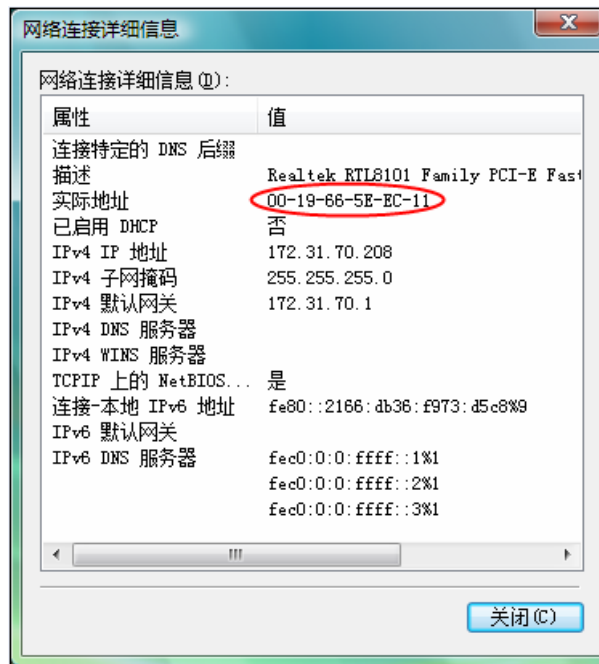 网络连接详细信息
网络连接详细信息(D):
属性 值
连接特定的 DNS 后缀
描述 Realtek RTL8101 Family PCI-E Fast
实际地址 00-19-66-5E-EC-11
已启用 DHCP 否
IPv4 IP 地址 172.31.70.208
IPv4 子网掩码 255.255.255.0
IPv4 默认网关 172.31.70.1
IPv4 DNS 服务器
IPv4 WINS 服务器
TCPIP 上的 NetBIOS... 是
连接-本地 IPv6 地址 fe80::2166:db36:f973:d5c8%9
IPv6 默认网关
IPv6 DNS 服务器 fec0:0:0:ffff::1%1
fec0:0:0:ffff::2%1
fec0:0:0:ffff::3%1
关闭(C)